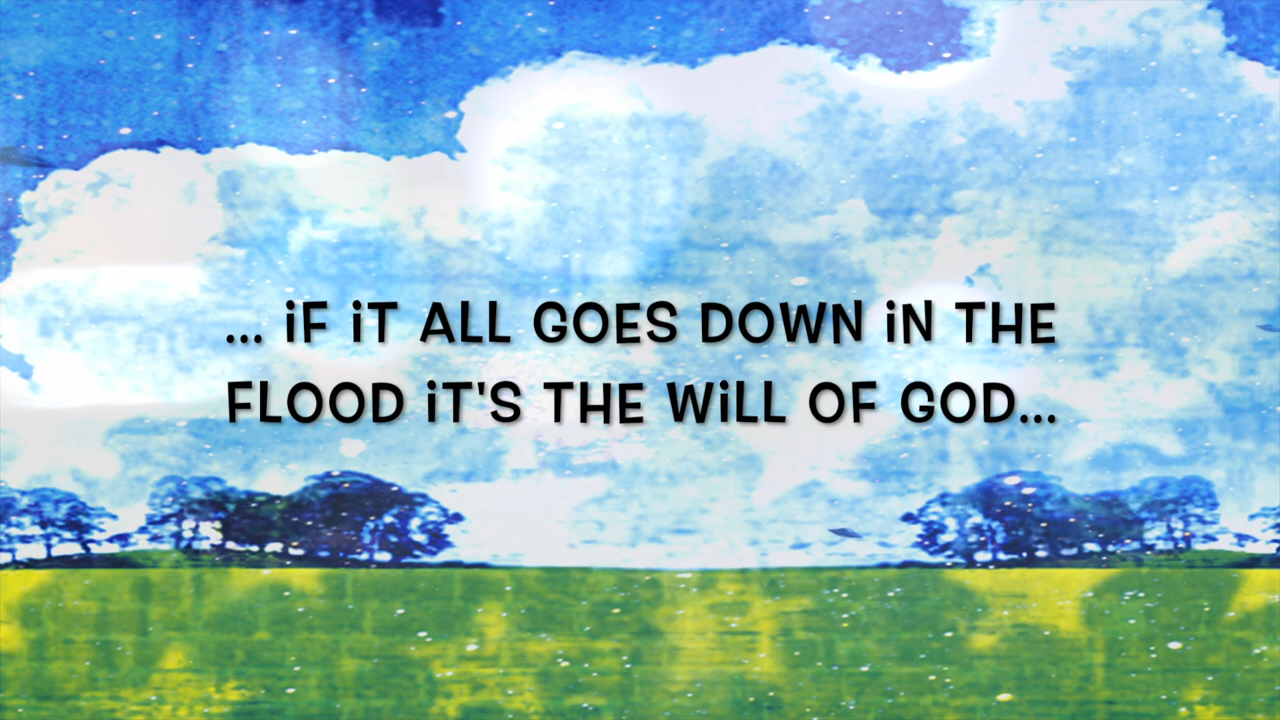 ... iF iT ALL GOES DOWN iN THE
FLOOD iT'S THE WiLL OF GOD...